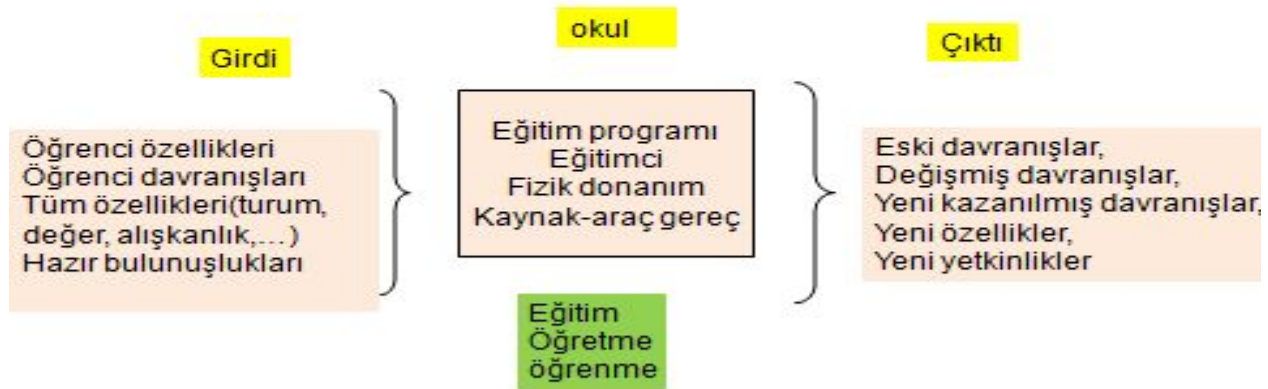 Girdi
okul
Çıktı
Öğrenci özellikleri
Öğrenci davranışları
Tüm özellikleri(turum,
değer, alışkanlık,...)
Hazır bulunuşlukları
Eğitim programı
Eğitimci
Fizik donanım
Kaynak-araç gereç
Eğitim
Öğretme
öğrenme
Eski davranışlar,
Değişmiş davranışlar,
Yeni kazanılmış davranışlar,
Yeni özellikler,
Yeni yetkinlikler